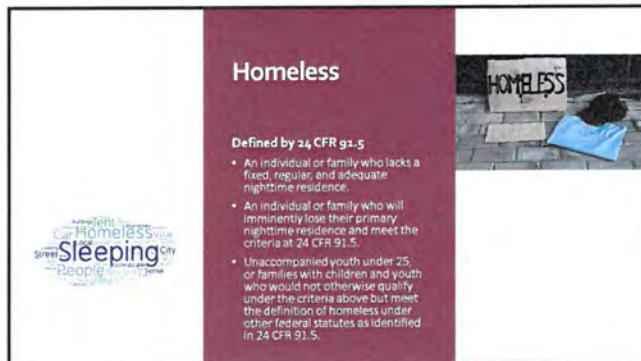 Homeless
Defined by 24 CFR 91.5
• An individual or family who lacks a
fixed, regular, and adequate
nighttime residence.
• An individual or family who will
imminently lose their primary
nighttime residence and meet the
criteria at 24 CFR 91.5.
• Unaccompanied youth under 25,
or families with children and youth
who would not otherwise qualify
under the criteria above but meet
the definition of homeless under
other federal statutes as identified
in 24 CFR 91.5.
HOMELESS
Tent
Car Homeless Year
Local
Street Sleeping City
People Recent Sense